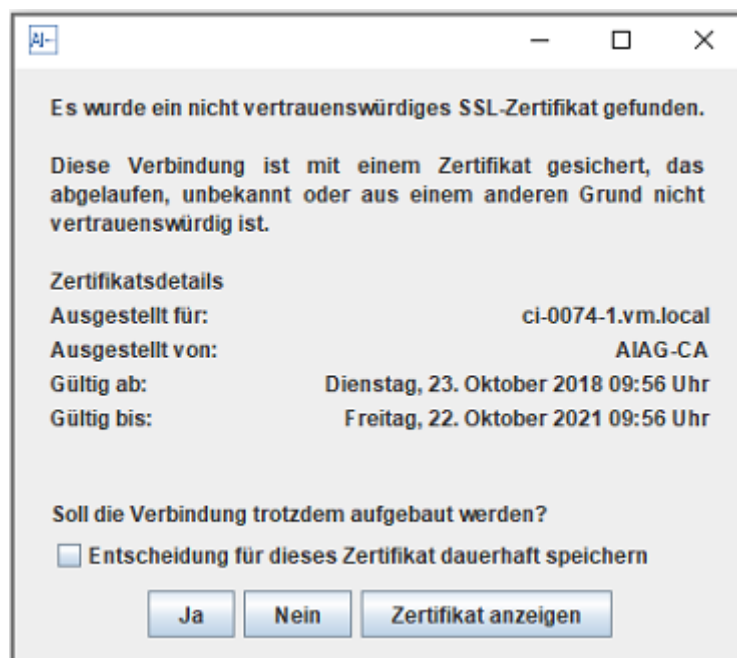 AJ--
Es wurde ein nicht vertrauenswürdiges SSL-Zertifikat gefunden.
Diese Verbindung ist mit einem Zertifikat gesichert, das
abgelaufen, unbekannt oder aus einem anderen Grund nicht
vertrauenswürdig ist.
Zertifikatsdetails
Ausgestellt für: ci-0074-1.vm.local
Ausgestellt von: AIAG-CA
Gültig ab: Dienstag, 23. Oktober 2018 09:56 Uhr
Gültig bis: Freitag, 22. Oktober 2021 09:56 Uhr
Soll die Verbindung trotzdem aufgebaut werden?
Entscheidung für dieses Zertifikat dauerhaft speichern
Ja Nein Zertifikat anzeigen